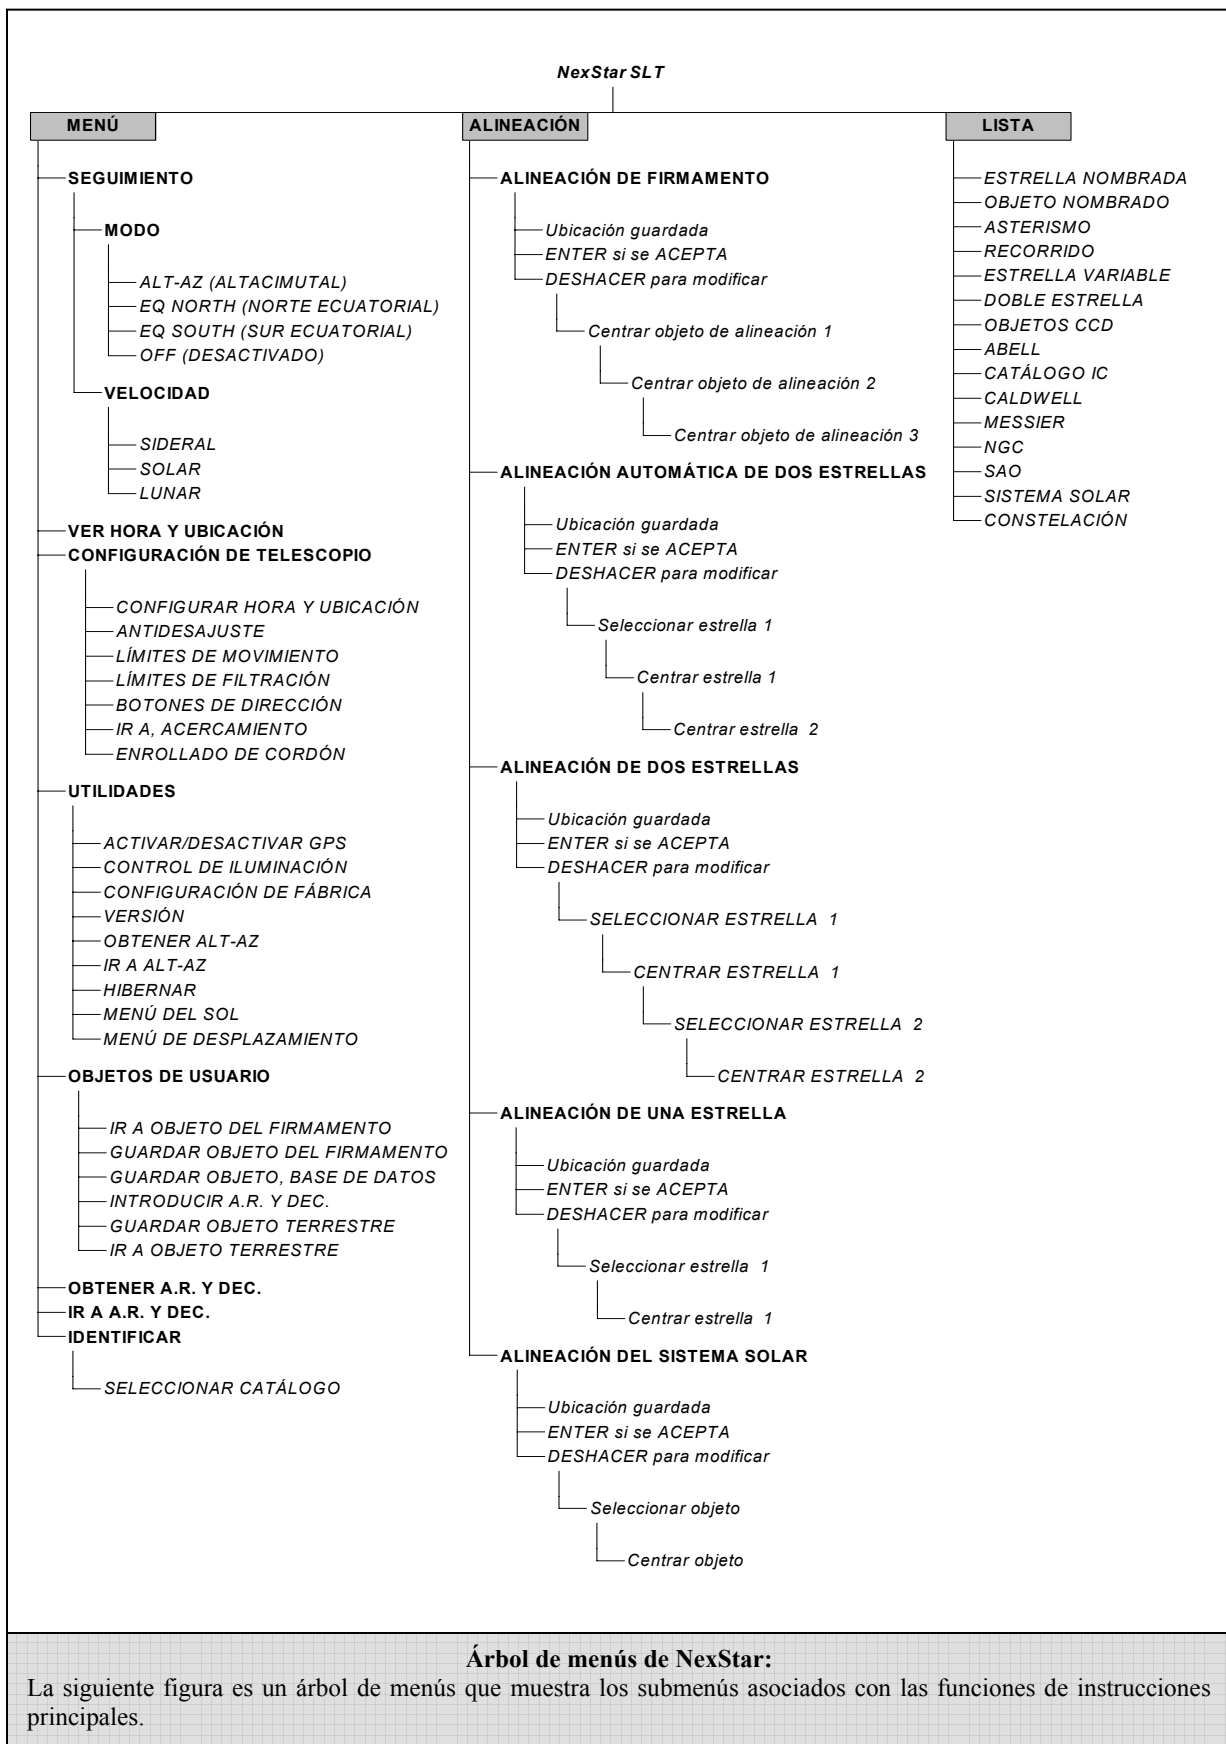 NexStar SLT
MENÚ
SEGUIMIENTO
MODO
ALT-AZ (ALTACIMUTAL)
EQ NORTH (NORTE ECUATORIAL)
EQ SOUTH (SUR ECUATORIAL)
OFF (DESACTIVADO)
VELOCIDAD
SIDERAL
SOLAR
LUNAR
VER HORA Y UBICACIÓN
CONFIGURACIÓN DE TELESCOPIO
CONFIGURAR HORA Y UBICACIÓN
ANTIDESAJUSTE
LÍMITES DE MOVIMIENTO
LÍMITES DE FILTRACIÓN
BOTONES DE DIRECCIÓN
IR A, ACERCAMIENTO
ENROLLADO DE CORDÓN
UTILIDADES
ACTIVAR/DESACTIVAR GPS
CONTROL DE ILUMINACIÓN
CONFIGURACIÓN DE FÁBRICA
VERSIÓN
OBTENER ALT-AZ
IR A ALT-AZ
HIBERNAR
MENÚ DEL SOL
MENÚ DE DESPLAZAMIENTO
OBJETOS DE USUARIO
IR A OBJETO DEL FIRMAMENTO
GUARDAR OBJETO DEL FIRMAMENTO
GUARDAR OBJETO, BASE DE DATOS
INTRODUCIR A.R. Y DEC.
GUARDAR OBJETO TERRESTRE
IR A OBJETO TERRESTRE
OBTENER A.R. Y DEC.
IR A A.R. Y DEC.
IDENTIFICAR
SELECCIONAR CATÁLOGO
ALINEACIÓN
ALINEACIÓN DE FIRMAMENTO
Ubicación guardada
ENTER si se ACEPTA
DESHACER para modificar
Centrar objeto de alineación 1
Centrar objeto de alineación 2
Centrar objeto de alineación 3
ALINEACIÓN AUTOMÁTICA DE DOS ESTRELLAS
Ubicación guardada
ENTER si se ACEPTA
DESHACER para modificar
Seleccionar estrella 1
Centrar estrella 1
Centrar estrella 2
ALINEACIÓN DE DOS ESTRELLAS
Ubicación guardada
ENTER si se ACEPTA
DESHACER para modificar
SELECCIONAR ESTRELLA 1
CENTRAR ESTRELLA 1
SELECCIONAR ESTRELLA 2
CENTRAR ESTRELLA 2
ALINEACIÓN DE UNA ESTRELLA
Ubicación guardada
ENTER si se ACEPTA
DESHACER para modificar
Seleccionar estrella 1
Centrar estrella 1
ALINEACIÓN DEL SISTEMA SOLAR
Ubicación guardada
ENTER si se ACEPTA
DESHACER para modificar
Seleccionar objeto
Centrar objeto
LISTA
ESTRELLA NOMBRADA
OBJETO NOMBRADO
ASTERISMO
RECORRIDO
ESTRELLA VARIABLE
DOBLE ESTRELLA
OBJETOS CCD
ABELL
CATÁLOGO IC
CALDWELL
MESSIER
NGC
SAO
SISTEMA SOLAR
CONSTELACIÓN
Árbol de menús de NexStar:
La siguiente figura es un árbol de menús que muestra los submenús asociados con las funciones de instrucciones
principales.